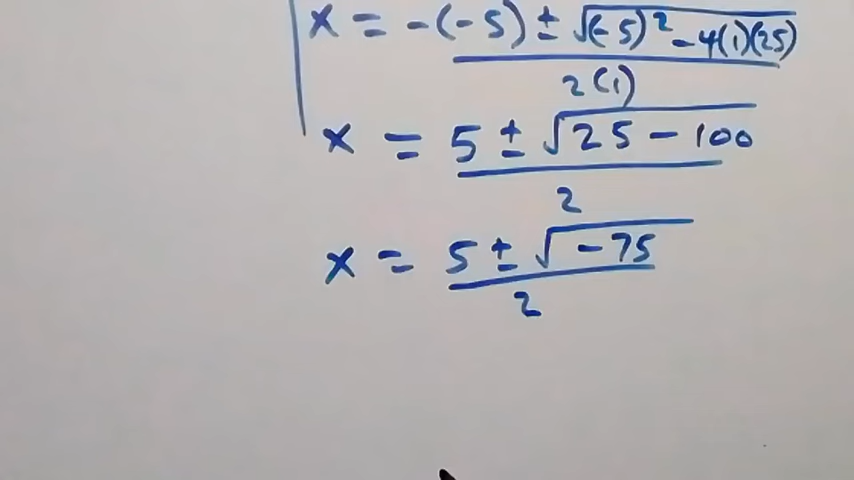 x = -(-5) ± √(-5)² - 4(1)(25)
2(1)
x = 5 ± √25 - 100
2
x = 5 ± √-75
2